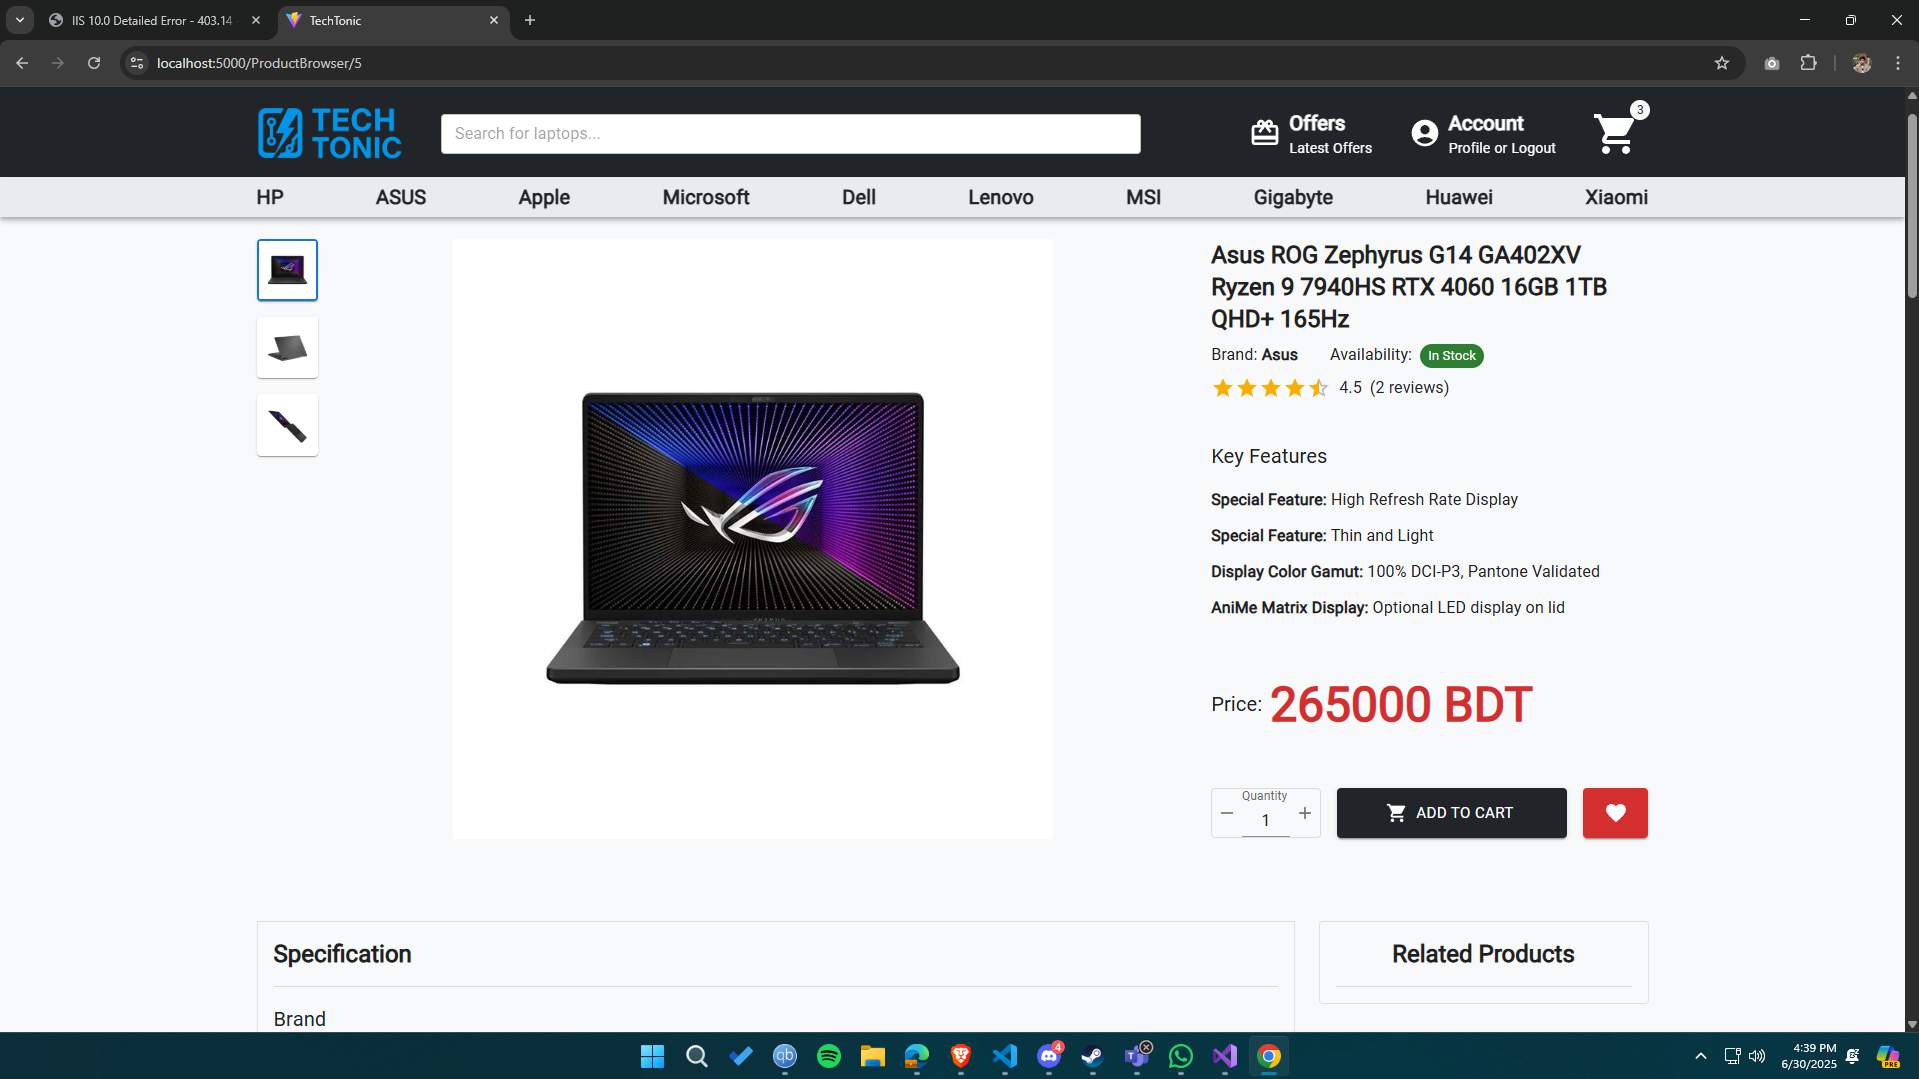 IIS 10.0 Detailed Error - 403.14
TechTonic
localhost:5000/ProductBrowser/5
TECH
TONIC
Search for laptops...
Offers
Latest Offers
Account
Profile or Logout
3
HP ASUS Apple Microsoft Dell Lenovo MSI Gigabyte Huawei Xiaomi
Asus ROG Zephyrus G14 GA402XV
Ryzen 9 7940HS RTX 4060 16GB 1TB
QHD+ 165Hz
Brand: Asus Availability: In Stock
4.5 (2 reviews)
Key Features
Special Feature: High Refresh Rate Display
Special Feature: Thin and Light
Display Color Gamut: 100% DCI-P3, Pantone Validated
AniMe Matrix Display: Optional LED display on lid
Price: 265000 BDT
Quantity
1
ADD TO CART
Specification
Brand
Related Products
qb
4
4:39 PM
6/30/2025
PRE